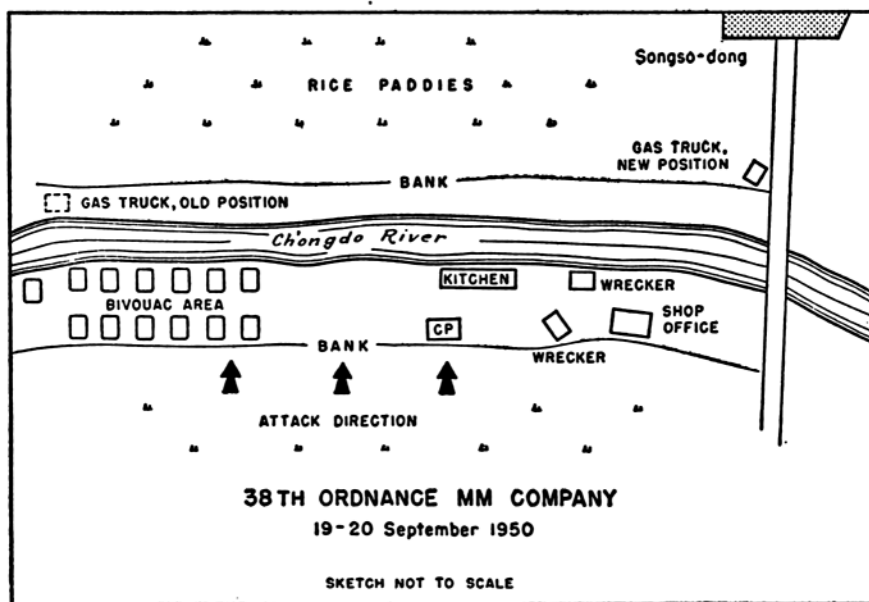 Songso-dong
RICE PADDIES
GAS TRUCK,
NEW POSITION
BANK
GAS TRUCK, OLD POSITION
Ch'ongdo River
KITCHEN
WRECKER
BIVOUAC AREA
SHOP
OFFICE
CP
BANK
WRECKER
ATTACK DIRECTION
38TH ORDNANCE MM COMPANY
19-20 September 1950
SKETCH NOT TO SCALE